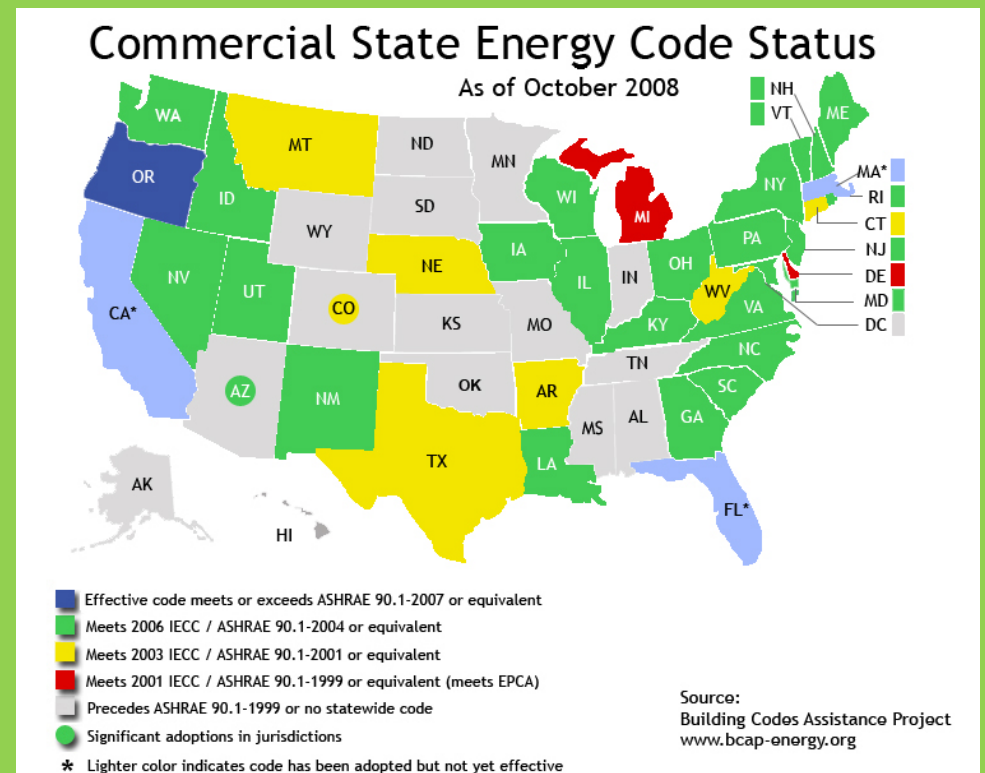 Commercial State Energy Code Status
As of October 2008
NH
VT
ME
WA
MT
ND
MN
OR
ID
SD
WI
MI
NY
MA*
RI
WY
CT
IA
PA
NJ
NE
NV
UT
IL
IN
OH
DE
WV
VA
MD
CO
CA*
KS
MO
KY
DC
NC
TN
AZ
NM
OK
AR
SC
MS
AL
GA
TX
LA
AK
FL*
HI
Effective code meets or exceeds ASHRAE 90.1-2007 or equivalent
Meets 2006 IECC / ASHRAE 90.1-2004 or equivalent
Meets 2003 IECC / ASHRAE 90.1-2001 or equivalent
Meets 2001 IECC / ASHRAE 90.1-1999 or equivalent (meets EPCA)
Precedes ASHRAE 90.1-1999 or no statewide code
Significant adoptions in jurisdictions
* Lighter color indicates code has been adopted but not yet effective
Source:
Building Codes Assistance Project
www.bcap-energy.org